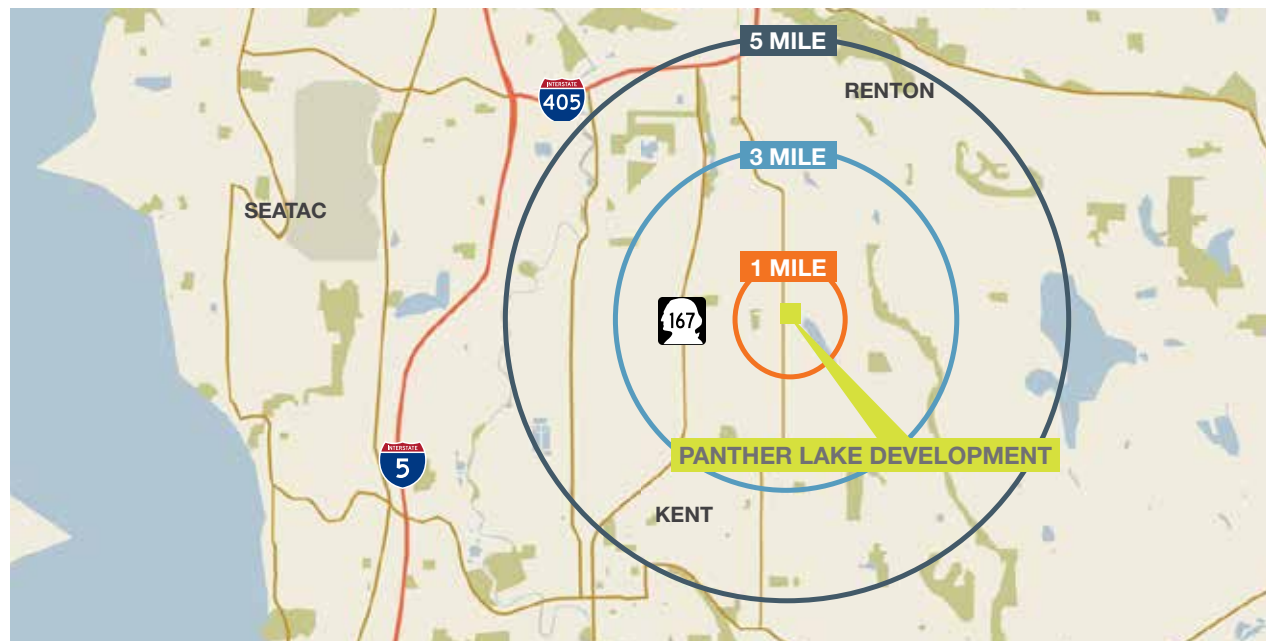 5 MILE
RENTON
INTERSTATE
405
3 MILE
SEATAC
1 MILE
167
INTERSTATE
5
PANTHER LAKE DEVELOPMENT
KENT